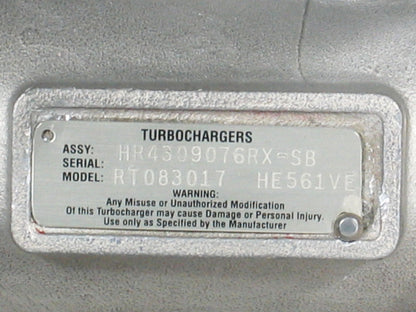 TURBOCHARGERS
ASSY: HR4309076RX-SB
SERIAL:
MODEL: RT083017 HE561VE
WARNING:
Any Misuse or Unauthorized Modification
Of this Turbocharger may cause Damage or Personal Injury.
Use only as Specified by the Manufacturer